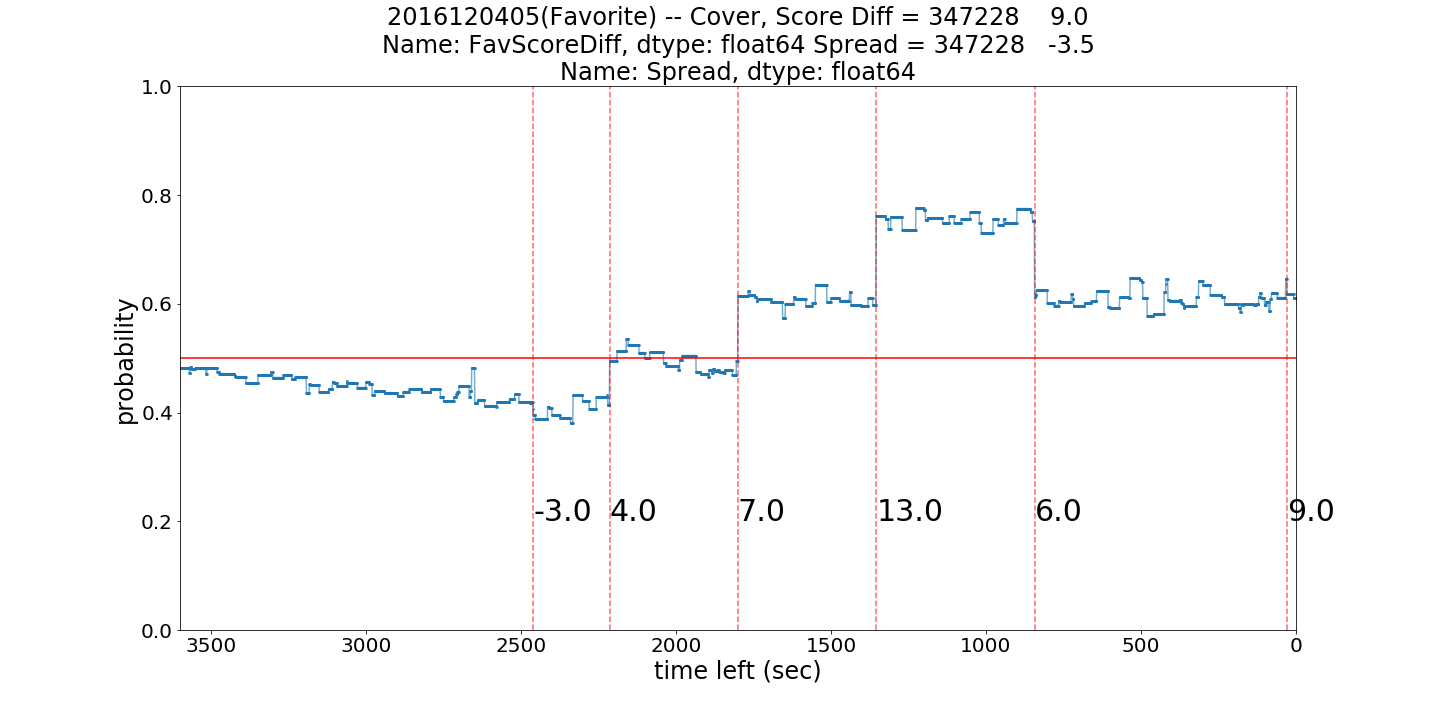 2016120405(Favorite) -- Cover, Score Diff = 347228    9.0
Name: FavScoreDiff, dtype: float64 Spread = 347228   -3.5
Name: Spread, dtype: float64
1.0
0.8
0.6
0.4
0.2
0.0
probability
-3.0 4.0 7.0 13.0 6.0 9.0
3500 3000 2500 2000 1500 1000 500 0
time left (sec)